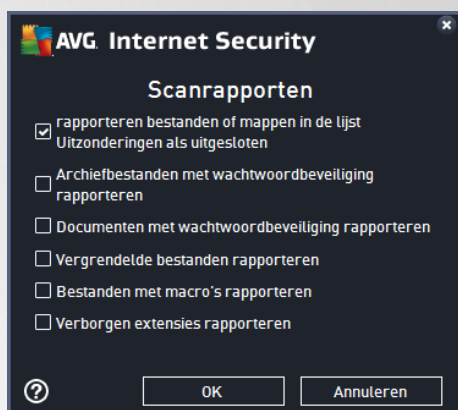 AVG Internet Security
Scanrapporten
rapporteren bestanden of mappen in de lijst
Uitzonderingen als uitgesloten
Archiefbestanden met wachtwoordbeveiliging
rapporteren
Documenten met wachtwoordbeveiliging rapporteren
Vergrendelde bestanden rapporteren
Bestanden met macro's rapporteren
Verborgen extensies rapporteren
? OK Annuleren